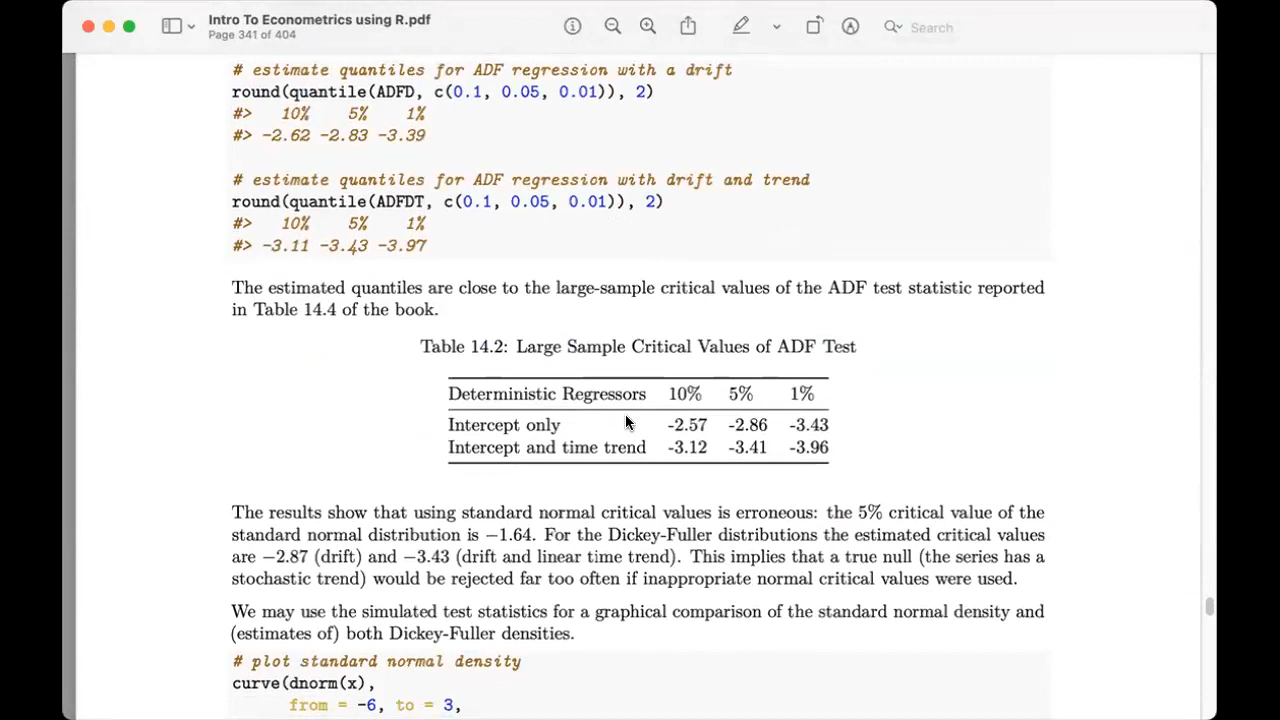 Intro To Econometrics using R.pdf
Page 341 of 404
Search
# estimate quantiles for ADF regression with a drift
round(quantile(ADFD, c(0.1, 0.05, 0.01)), 2)
#> 10% 5% 1%
#> -2.62 -2.83 -3.39
# estimate quantiles for ADF regression with drift and trend
round(quantile(ADFDT, c(0.1, 0.05, 0.01)), 2)
#> 10% 5% 1%
#> -3.11 -3.43 -3.97
The estimated quantiles are close to the large-sample critical values of the ADF test statistic reported
in Table 14.4 of the book.
Table 14.2: Large Sample Critical Values of ADF Test
Deterministic Regressors 10% 5% 1%
Intercept only -2.57 -2.86 -3.43
Intercept and time trend -3.12 -3.41 -3.96
The results show that using standard normal critical values is erroneous: the 5% critical value of the
standard normal distribution is −1.64. For the Dickey-Fuller distributions the estimated critical values
are −2.87 (drift) and −3.43 (drift and linear time trend). This implies that a true null (the series has a
stochastic trend) would be rejected far too often if inappropriate normal critical values were used.
We may use the simulated test statistics for a graphical comparison of the standard normal density and
(estimates of) both Dickey-Fuller densities.
# plot standard normal density
curve(dnorm(x),
from = -6, to = 3,